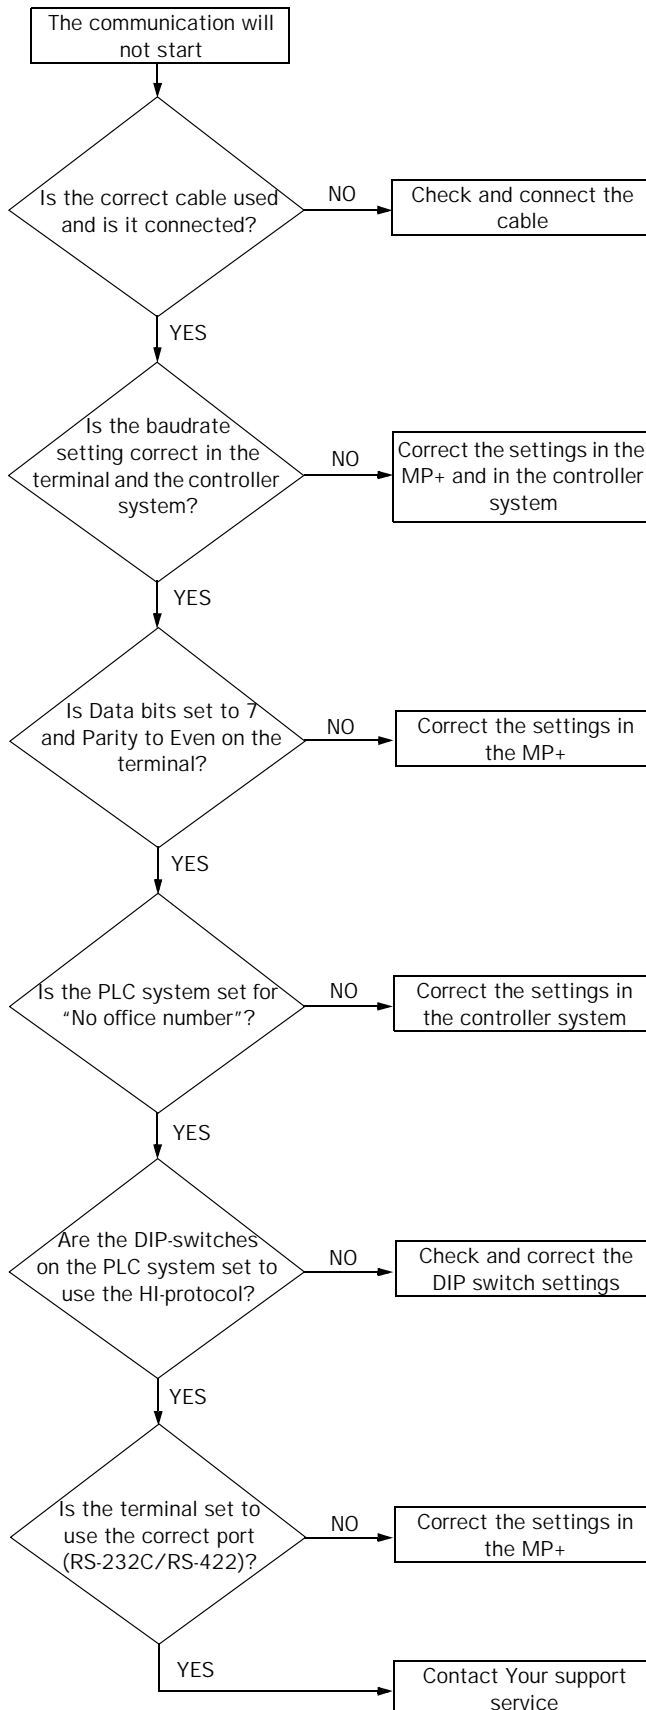 The communication will
not start
Is the correct cable used
and is it connected?
NO
Check and connect the
cable
YES
Is the baudrate
setting correct in the
terminal and the controller
system?
NO
Correct the settings in the
MP+ and in the controller
system
YES
Is Data bits set to 7
and Parity to Even on the
terminal?
NO
Correct the settings in
the MP+
YES
Is the PLC system set for
“No office number”?
NO
Correct the settings in
the controller system
YES
Are the DIP-switches
on the PLC system set to
use the HI-protocol?
NO
Check and correct the
DIP switch settings
YES
Is the terminal set to
use the correct port
(RS-232C/RS-422)?
NO
Correct the settings in
the MP+
YES
Contact Your support
service